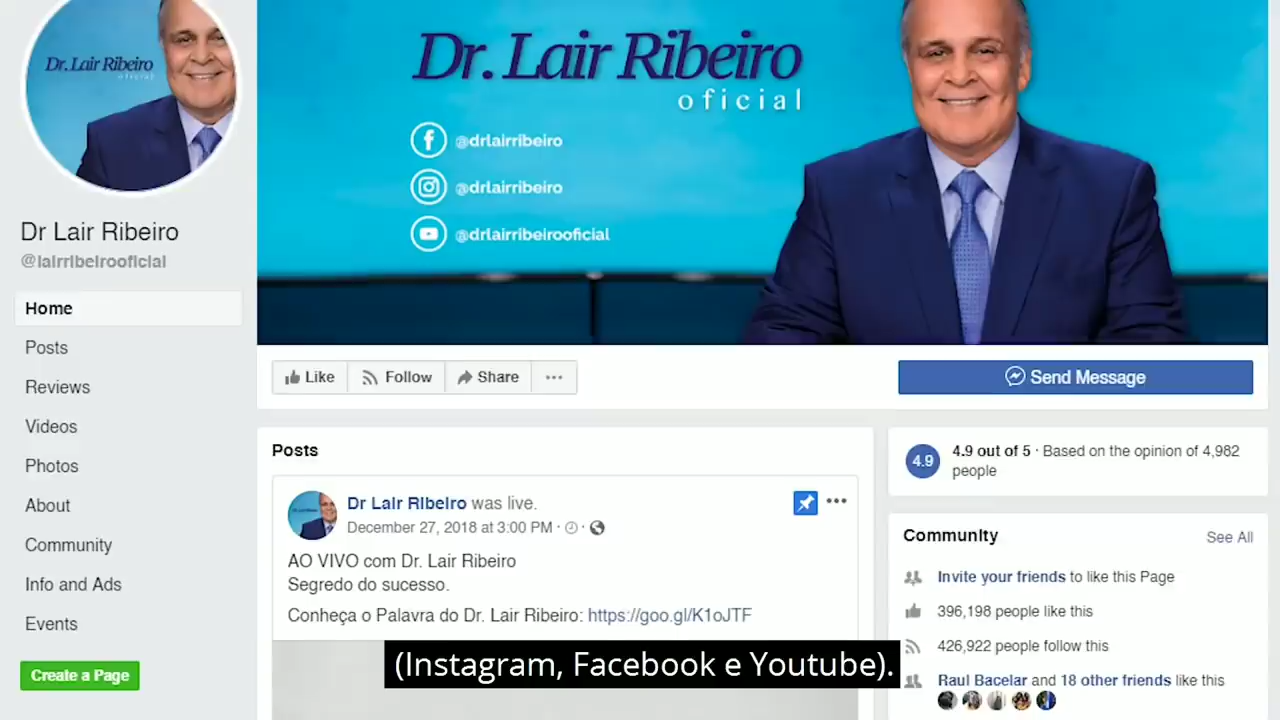 Dr. Lair Ribeiro
oficial
Dr. Lair Ribeiro
oficial
@drlairribeiro
@drlairribeiro
@drlairribeirooficial
Dr Lair Ribeiro
@lairribeirooficial
Home
Posts
Reviews
Videos
Photos
About
Community
Info and Ads
Events
Create a Page
Like
Follow
Share
Send Message
Posts
Dr Lair Ribeiro was live.
December 27, 2018 at 3:00 PM ·
AO VIVO com Dr. Lair Ribeiro
Segredo do sucesso.
Conheça o Palavra do Dr. Lair Ribeiro: https://goo.gl/K1oJTF
4.9
4.9 out of 5 · Based on the opinion of 4,982
people
Community
See All
Invite your friends to like this Page
396,198 people like this
426,922 people follow this
Raul Bacelar and 18 other friends like this
(Instagram, Facebook e Youtube).